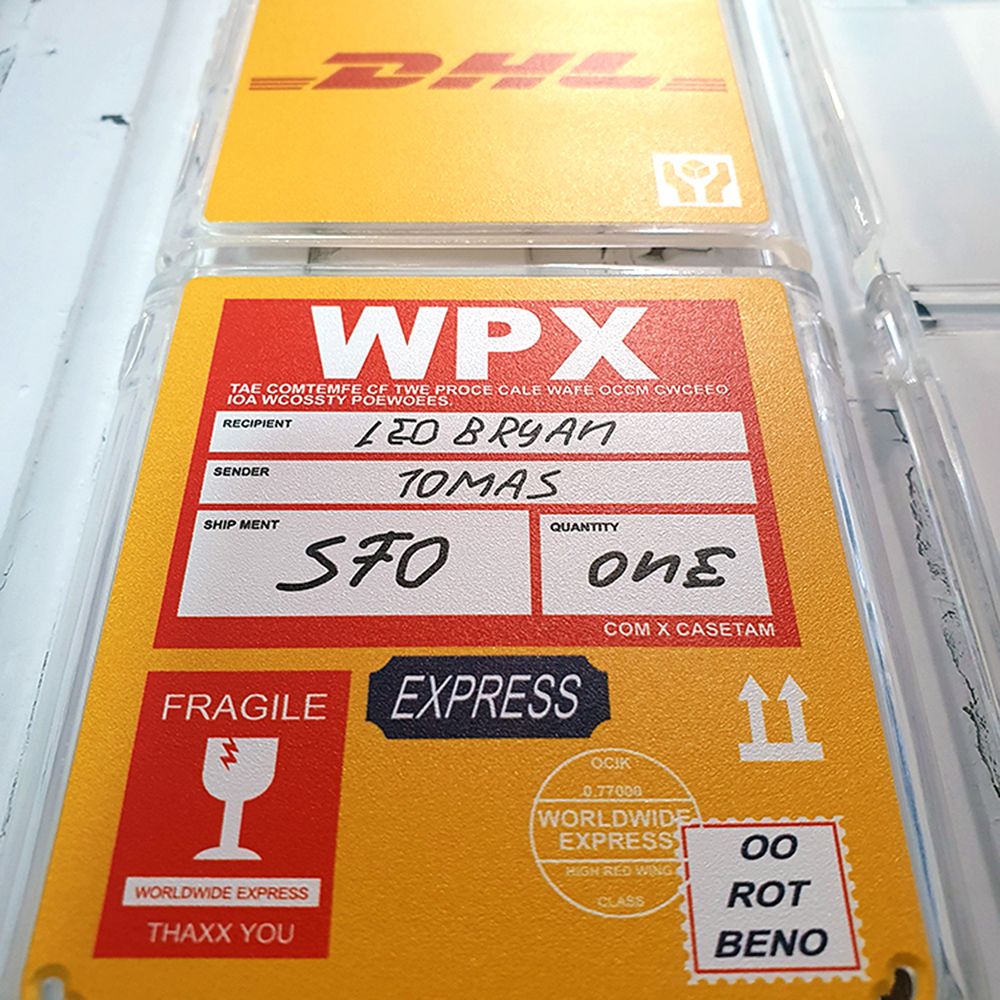 DHL
WPX
TAE COMTEMFE CF TWE PROCE CALE WAFE OCCM CWCEEO
IOA WCOSSTY POEWOEES,
RECIPIENT LEO BRYAN
SENDER TOMAS
SHIP MENT SFO
QUANTITY ONE
COM X CASETAM
FRAGILE
WORLDWIDE EXPRESS
THAXX YOU
EXPRESS
OCJK
0.77000
WORLDWIDE
EXPRESS
HIGH RED WING
CLASS
OO
ROT
BENO